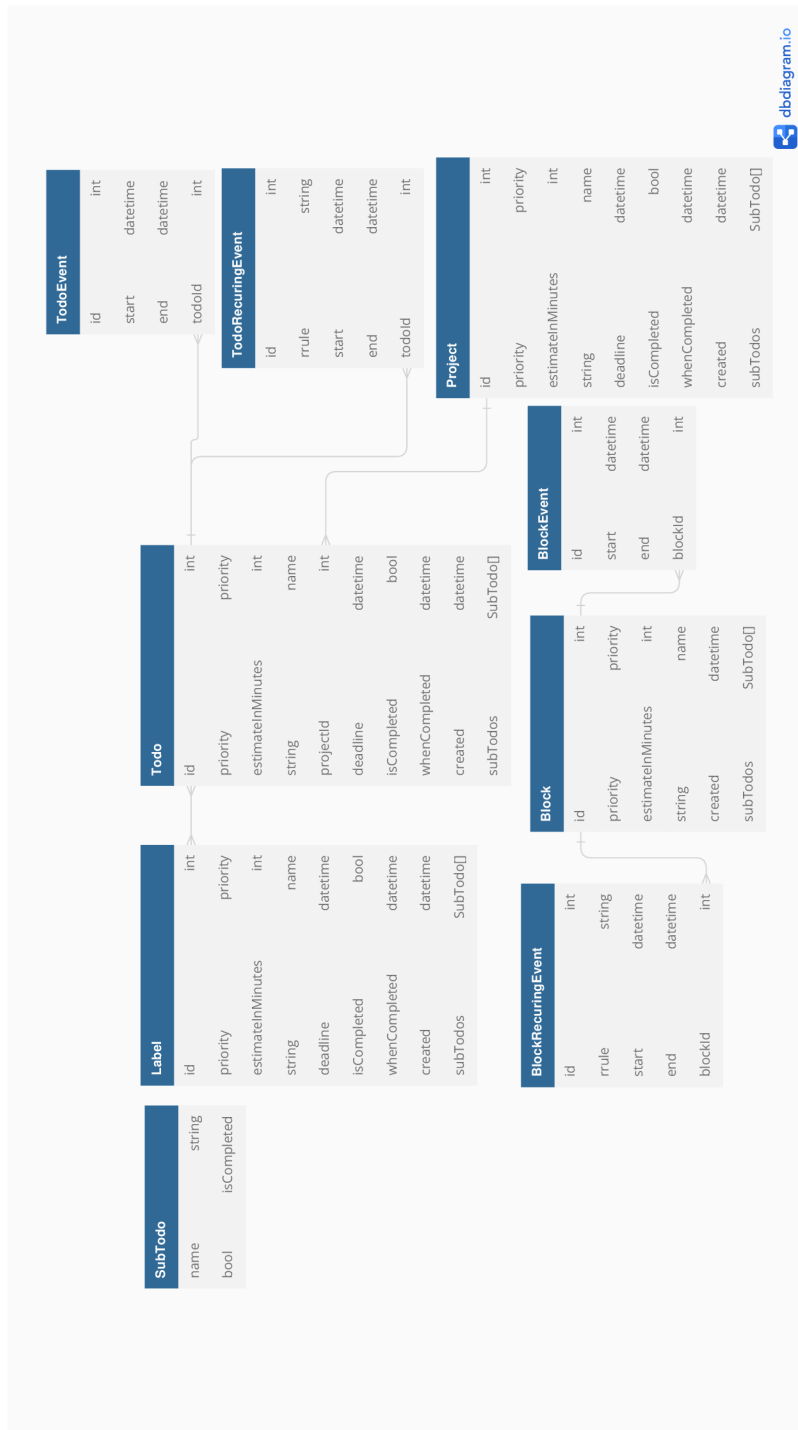 SubTodo
name string
bool isCompleted
Label
id int
priority priority
estimateInMinutes int
string name
deadline datetime
isCompleted bool
whenCompleted datetime
created datetime
subTodos SubTodo[]
Todo
id int
priority priority
estimateInMinutes int
string name
projectId int
deadline datetime
isCompleted bool
whenCompleted datetime
created datetime
subTodos SubTodo[]
TodoEvent
id int
start datetime
end datetime
todoId int
TodoRecuringEvent
id int
rrule string
start datetime
end datetime
todoId int
Project
id int
priority priority
estimateInMinutes int
string name
deadline datetime
isCompleted bool
whenCompleted datetime
created datetime
subTodos SubTodo[]
BlockRecuringEvent
id int
rrule string
start datetime
end datetime
blockId int
Block
id int
priority priority
estimateInMinutes int
string name
created datetime
subTodos SubTodo[]
BlockEvent
id int
start datetime
end datetime
blockId int
dbdiagram.io